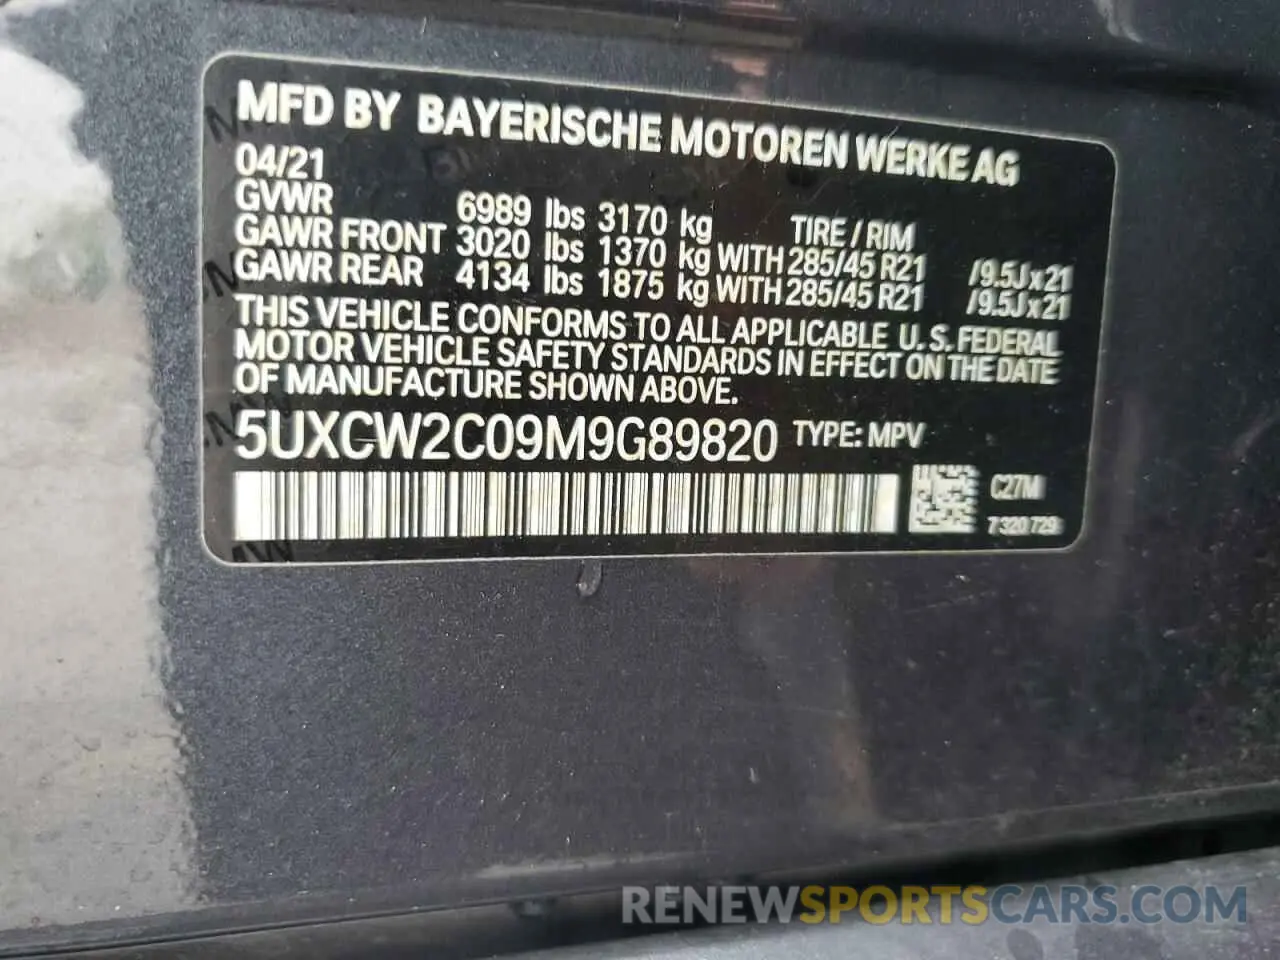 MFD BY BAYERISCHE MOTOREN WERKE AG
04/21
GVWR 6989 lbs 3170 kg TIRE / RIM
GAWR FRONT 3020 lbs 1370 kg WITH 285/45 R21 /9.5J x 21
GAWR REAR 4134 lbs 1875 kg WITH 285/45 R21 /9.5J x 21
THIS VEHICLE CONFORMS TO ALL APPLICABLE U.S. FEDERAL
MOTOR VEHICLE SAFETY STANDARDS IN EFFECT ON THE DATE
OF MANUFACTURE SHOWN ABOVE.
5UXCW2C09M9G89820 TYPE: MPV
C27M
7 320 729
RENEWSPORTSCARS.COM